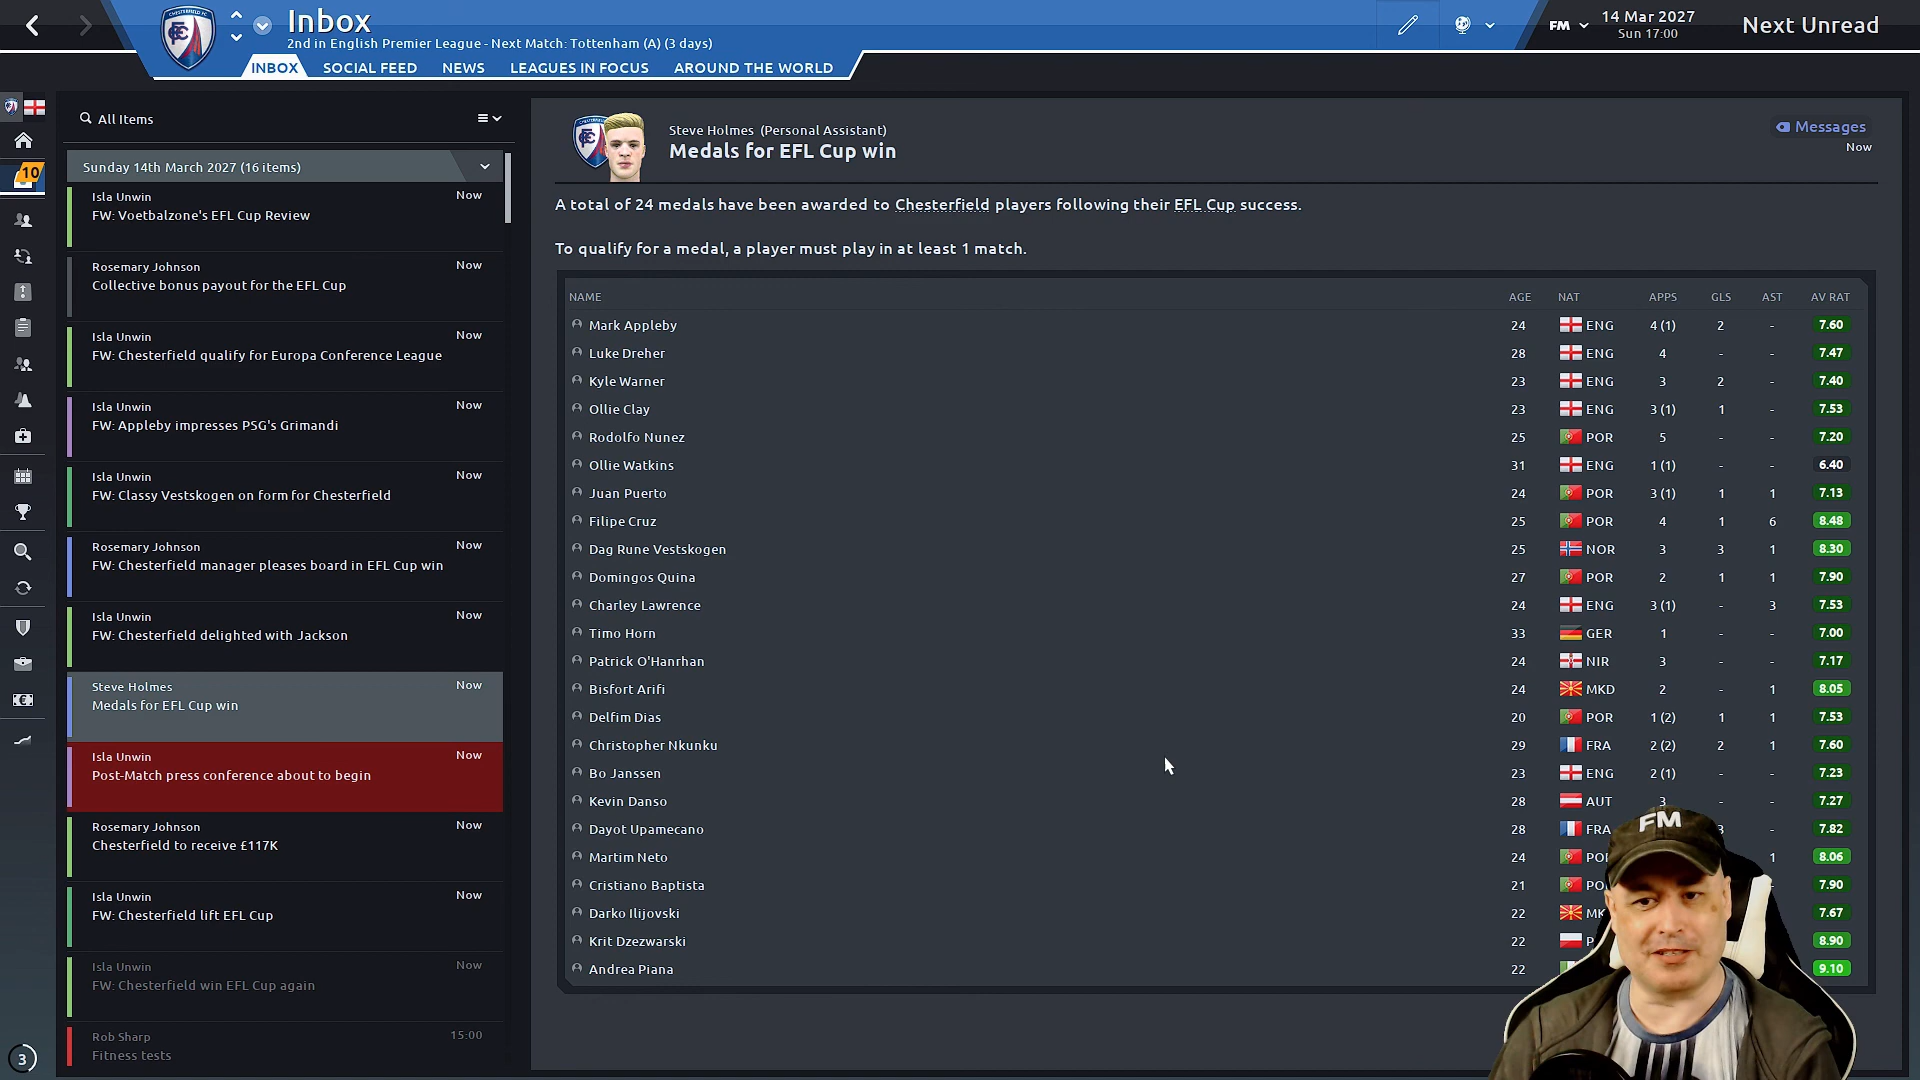 Inbox
2nd in English Premier League - Next Match: Tottenham (A) (3 days)
FM
14 Mar 2027
Sun 17:00
Next Unread
INBOX SOCIAL FEED NEWS LEAGUES IN FOCUS AROUND THE WORLD
10
3
All Items
Sunday 14th March 2027 (16 items)
Isla Unwin Now
FW: Voetbalzone's EFL Cup Review
Rosemary Johnson Now
Collective bonus payout for the EFL Cup
Isla Unwin Now
FW: Chesterfield qualify for Europa Conference League
Isla Unwin Now
FW: Appleby impresses PSG's Grimandi
Isla Unwin Now
FW: Classy Vestskogen on form for Chesterfield
Rosemary Johnson Now
FW: Chesterfield manager pleases board in EFL Cup win
Isla Unwin Now
FW: Chesterfield delighted with Jackson
Steve Holmes Now
Medals for EFL Cup win
Isla Unwin Now
Post-Match press conference about to begin
Rosemary Johnson Now
Chesterfield to receive £117K
Isla Unwin Now
FW: Chesterfield lift EFL Cup
Isla Unwin Now
FW: Chesterfield win EFL Cup again
Rob Sharp 15:00
Fitness tests
Steve Holmes (Personal Assistant)
Medals for EFL Cup win
Messages
Now
A total of 24 medals have been awarded to Chesterfield players following their EFL Cup success.
To qualify for a medal, a player must play in at least 1 match.
NAME AGE NAT APPS GLS AST AV RAT
Mark Appleby 24 ENG 4 (1) 2 - 7.60
Luke Dreher 28 ENG 4 - - 7.47
Kyle Warner 23 ENG 3 2 - 7.40
Ollie Clay 23 ENG 3 (1) 1 - 7.53
Rodolfo Nunez 25 POR 5 - - 7.20
Ollie Watkins 31 ENG 1 (1) - - 6.40
Juan Puerto 24 POR 3 (1) 1 1 7.13
Filipe Cruz 25 POR 4 1 6 8.48
Dag Rune Vestskogen 25 NOR 3 3 1 8.30
Domingos Quina 27 POR 2 1 1 7.90
Charley Lawrence 24 ENG 3 (1) - 3 7.53
Timo Horn 33 GER 1 - - 7.00
Patrick O'Hanrhan 24 NIR 3 - - 7.17
Bisfort Arifi 24 MKD 2 - 1 8.05
Delfim Dias 20 POR 1 (2) 1 1 7.53
Christopher Nkunku 29 FRA 2 (2) 2 1 7.60
Bo Janssen 23 ENG 2 (1) - - 7.23
Kevin Danso 28 AUT 3 - - 7.27
Dayot Upamecano 28 FRA - 7.82
Martim Neto 24 PO 1 8.06
Cristiano Baptista 21 PO - 7.90
Darko Ilijovski 22 MK 7.67
Krit Dzezwarski 22 P 8.90
Andrea Piana 22 9.10
FM